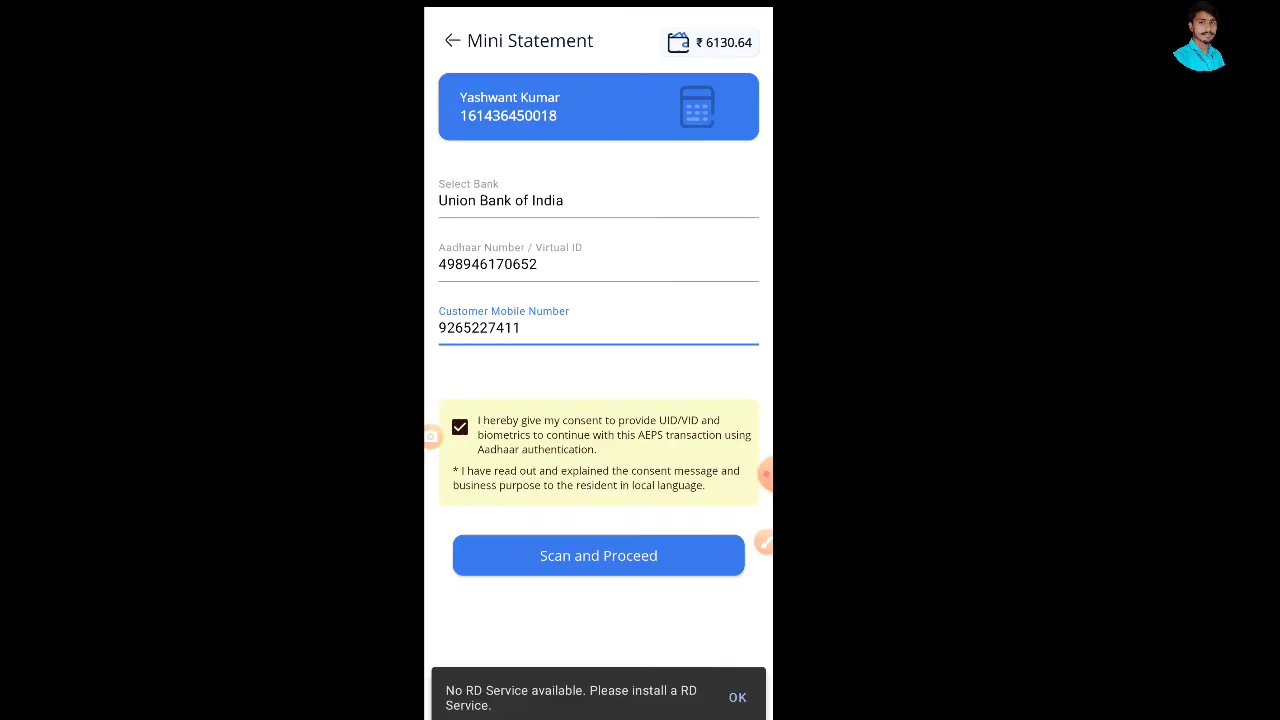 Mini Statement
₹ 6130.64
Yashwant Kumar
161436450018
Select Bank
Union Bank of India
Aadhaar Number / Virtual ID
498946170652
Customer Mobile Number
9265227411
I hereby give my consent to provide UID/VID and
biometrics to continue with this AEPS transaction using
Aadhaar authentication.
* I have read out and explained the consent message and
business purpose to the resident in local language.
Scan and Proceed
No RD Service available. Please install a RD
Service.
OK